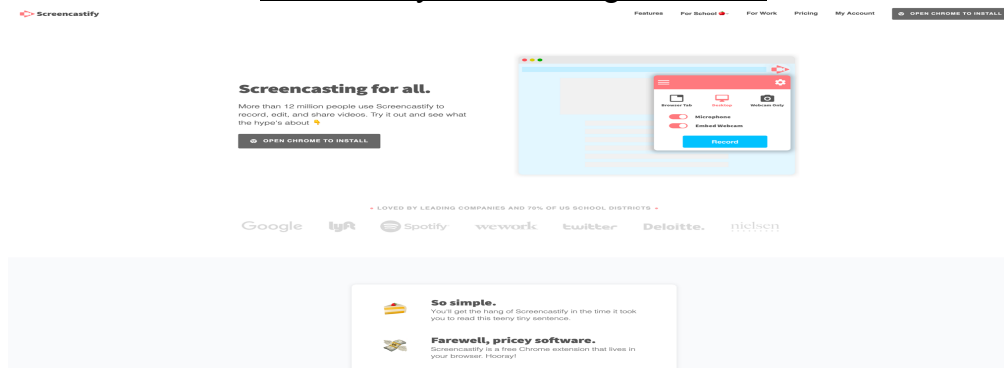 Screencastify
Features For School For Work Pricing My Account OPEN CHROME TO INSTALL
Screencasting for all.
More than 12 million people use Screencastify to
record, edit, and share videos. Try it out and see what
the hype's about
OPEN CHROME TO INSTALL
Browser Tab Desktop Webcam Only
Microphone
Embed Webcam
Record
LOVED BY LEADING COMPANIES AND 70% OF US SCHOOL DISTRICTS
Google lyft Spotify wework twitter Deloitte. nielsen
So simple.
You'll get the hang of Screencastify in the time it took
you to read this teeny tiny sentence.
Farewell, pricey software.
Screencastify is a free Chrome extension that lives in
your browser. Hooray!